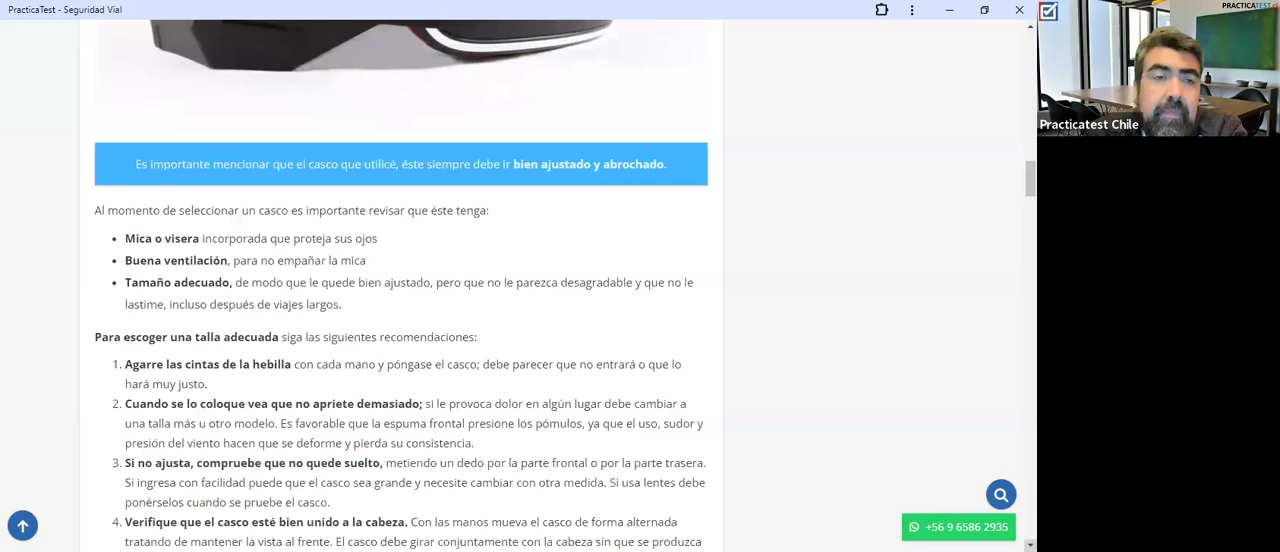 PracticaTest - Seguridad Vial
PRACTICATEST
Practicatest Chile
Es importante mencionar que el casco que utilicé, éste siempre debe ir bien ajustado y abrochado.
Al momento de seleccionar un casco es importante revisar que éste tenga:
• Mica o visera incorporada que proteja sus ojos
• Buena ventilación, para no empañar la mica
• Tamaño adecuado, de modo que le quede bien ajustado, pero que no le parezca desagradable y que no le
lastime, incluso después de viajes largos.
Para escoger una talla adecuada siga las siguientes recomendaciones:
1. Agarre las cintas de la hebilla con cada mano y póngase el casco; debe parecer que no entrará o que lo
hará muy justo.
2. Cuando se lo coloque vea que no apriete demasiado; si le provoca dolor en algún lugar debe cambiar a
una talla más u otro modelo. Es favorable que la espuma frontal presione los pómulos, ya que el uso, sudor y
presión del viento hacen que se deforme y pierda su consistencia.
3. Si no ajusta, compruebe que no quede suelto, metiendo un dedo por la parte frontal o por la parte trasera.
Si ingresa con facilidad puede que el casco sea grande y necesite cambiar con otra medida. Si usa lentes debe
ponérselos cuando se pruebe el casco.
4. Verifique que el casco esté bien unido a la cabeza. Con las manos mueva el casco de forma alternada
tratando de mantener la vista al frente. El casco debe girar conjuntamente con la cabeza sin que se produzca
+56 9 6586 2935